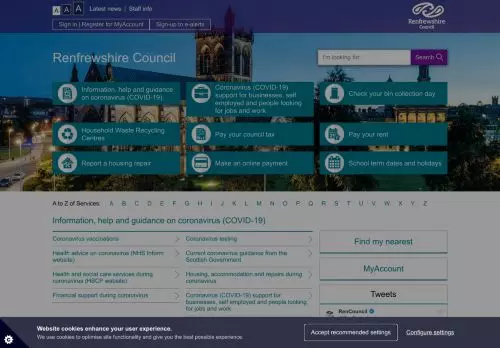 A A A Latest news | Staff info
Sign in | Register for MyAccount Sign-up to e-alerts
Renfrewshire
Council
Renfrewshire Council
I'm looking for: Search
Information, help and guidance
on coronavirus (COVID-19)
Coronavirus (COVID-19)
support for businesses, self
employed and people looking
for jobs and work
Check your bin collection day
Household Waste Recycling
Centres
Pay your council tax
Pay your rent
Report a housing repair
Make an online payment
School term dates and holidays
A to Z of Services: A B C D E F G H I J K L M N O P Q R S T U V W X Y Z
Information, help and guidance on coronavirus (COVID-19)
Coronavirus vaccinations
Coronavirus testing
Health advice on coronavirus (NHS Inform
website)
Current coronavirus guidance from the
Scottish Government
Health and social care services during
coronavirus (HSCP website)
Housing, accommodation and repairs during
coronavirus
Financial support during coronavirus
Coronavirus (COVID-19) support for
businesses, self employed and people looking
for jobs and work
Find my nearest
MyAccount
Tweets
RenCouncil
Website cookies enhance your user experience.
We use cookies to optimise site functionality and give you the best possible experience.
Accept recommended settings
Configure settings